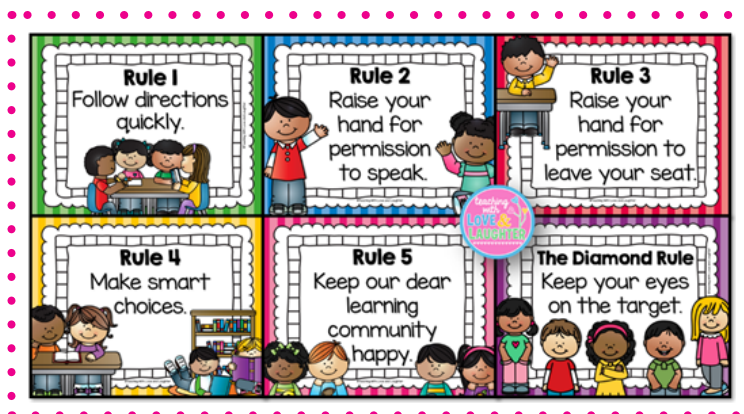 Rule 1
Follow directions
quickly.
Rule 2
Raise your
hand for
permission
to speak.
Rule 3
Raise your
hand for
permission to
leave your seat.
teaching
with
LOVE &
LAUGHTER
Rule 4
Make smart
choices.
Rule 5
Keep our dear
learning
community
happy.
The Diamond Rule
Keep your eyes
on the target.